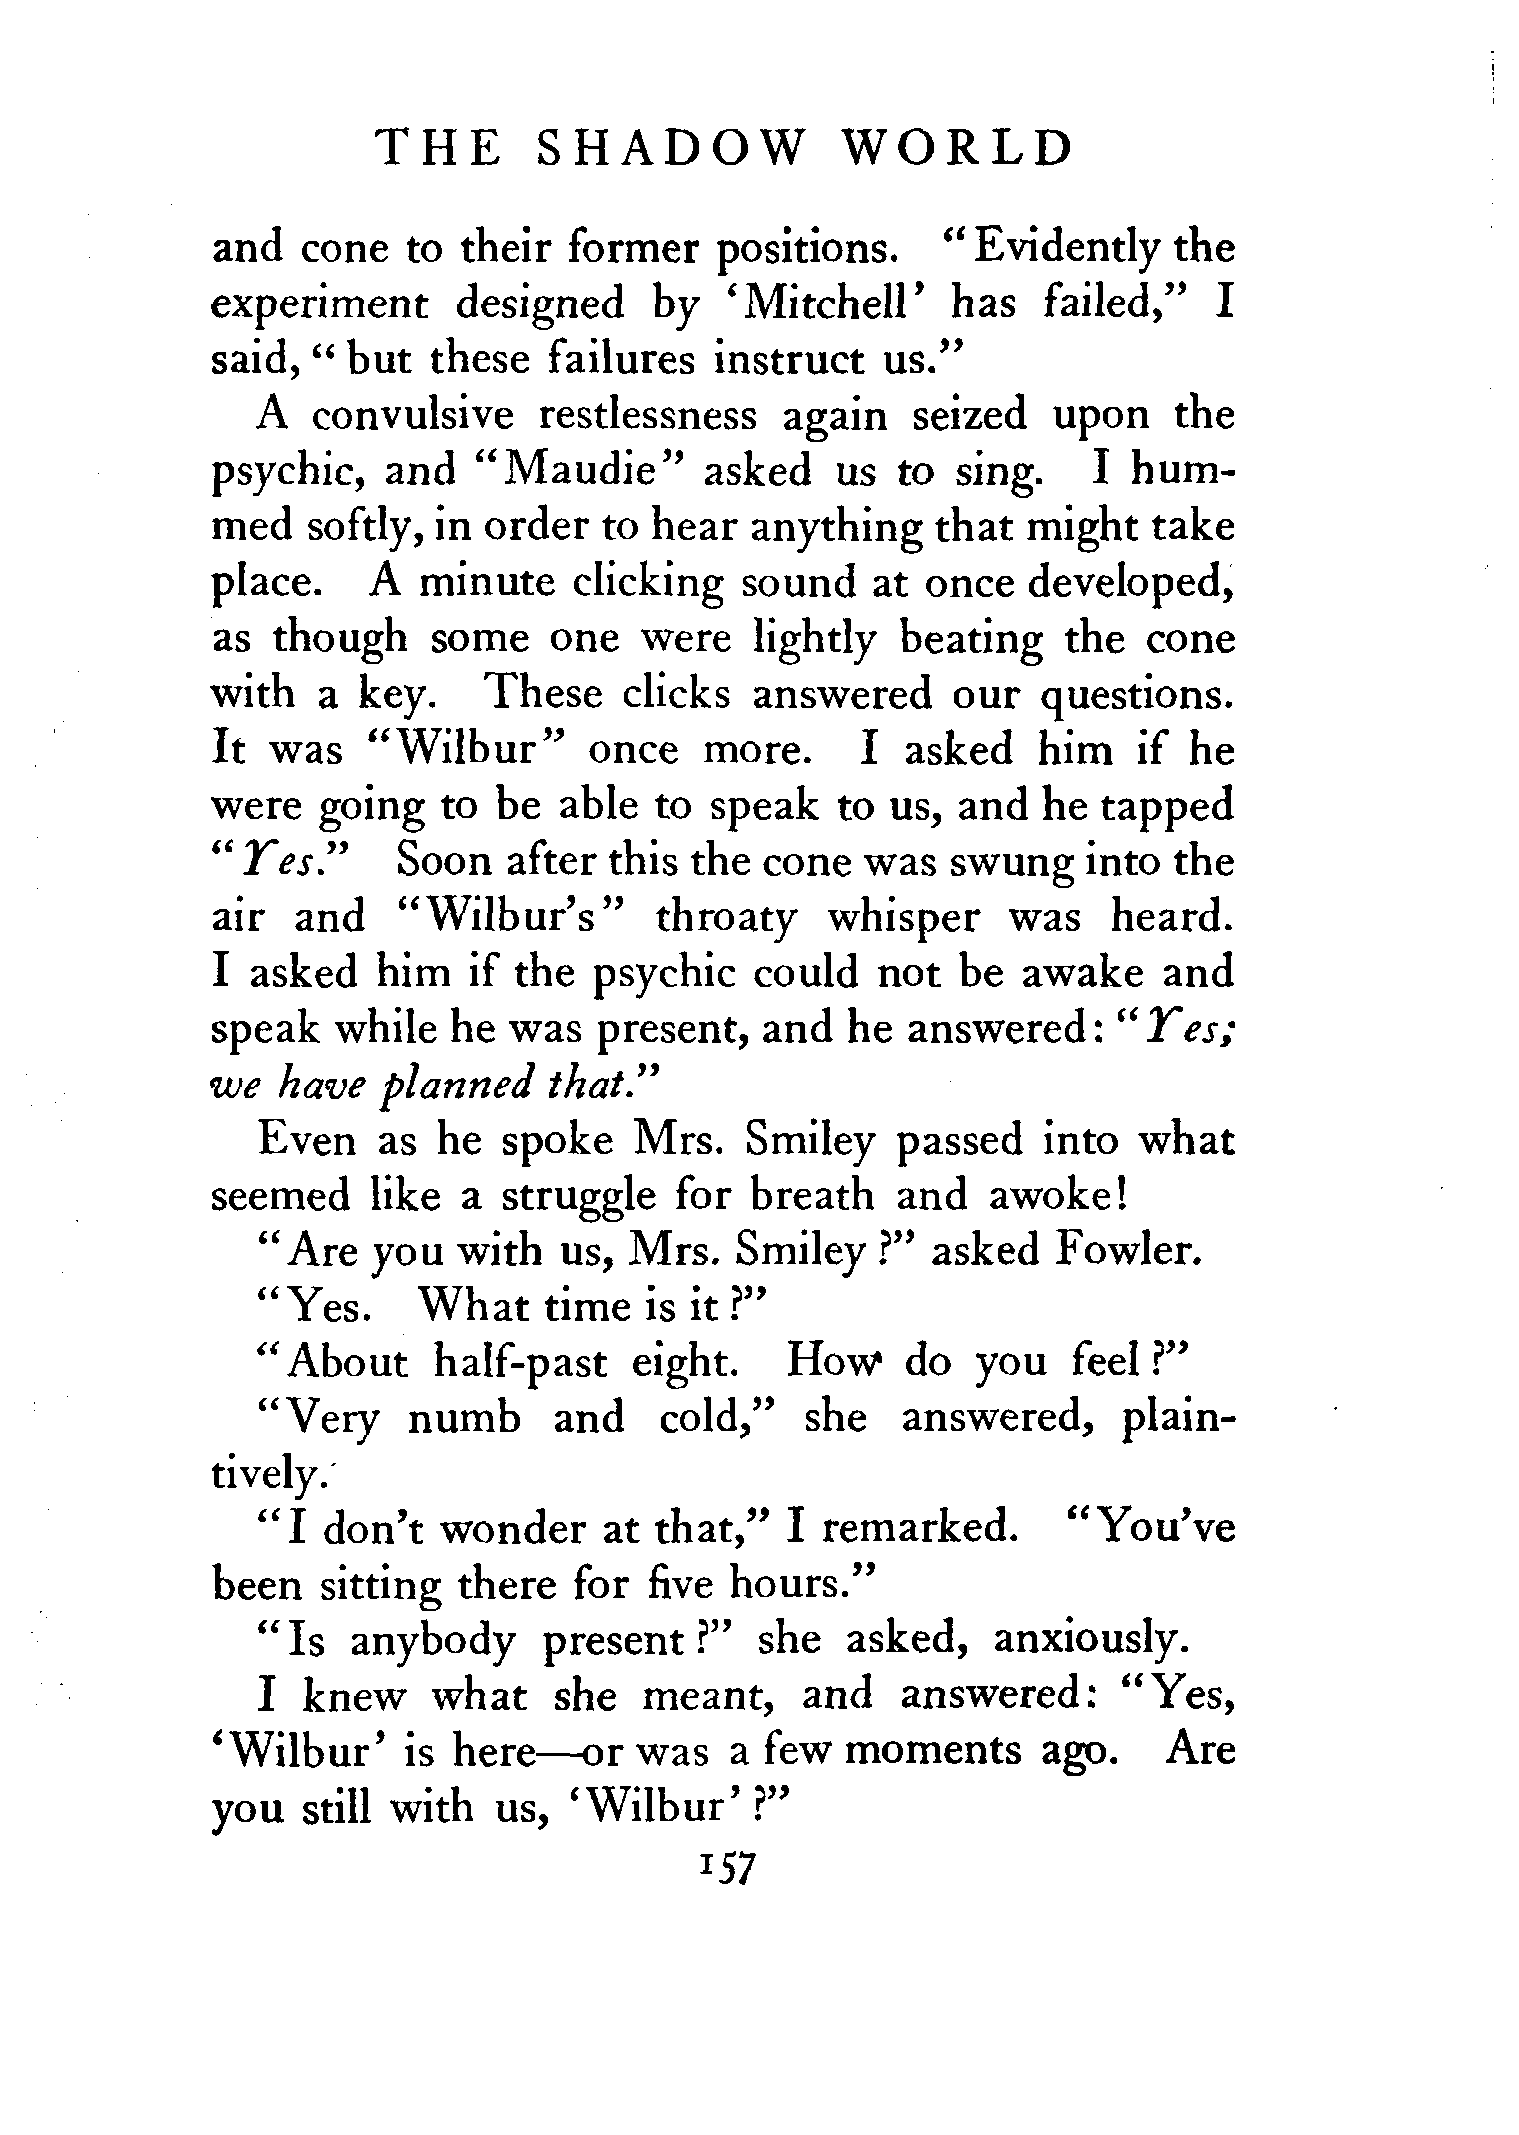 THE SHADOW WORLD
and cone to their former positions. "Evidently the
experiment designed by 'Mitchell' has failed," I
said, "but these failures instruct us."
A convulsive restlessness again seized upon the
psychic, and "Maudie" asked us to sing. I hum-
med softly, in order to hear anything that might take
place. A minute clicking sound at once developed,
as though some one were lightly beating the cone
with a key. These clicks answered our questions.
It was "Wilbur" once more. I asked him if he
were going to be able to speak to us, and he tapped
"Yes." Soon after this the cone was swung into the
air and "Wilbur's" throaty whisper was heard.
I asked him if the psychic could not be awake and
speak while he was present, and he answered: "Yes;
we have planned that."
Even as he spoke Mrs. Smiley passed into what
seemed like a struggle for breath and awoke!
"Are you with us, Mrs. Smiley?" asked Fowler.
"Yes. What time is it?"
"About half-past eight. How do you feel?"
"Very numb and cold," she answered, plain-
tively.
"I don't wonder at that," I remarked. "You've
been sitting there for five hours."
"Is anybody present?" she asked, anxiously.
I knew what she meant, and answered: "Yes,
'Wilbur' is here—or was a few moments ago. Are
you still with us, 'Wilbur'?"
157